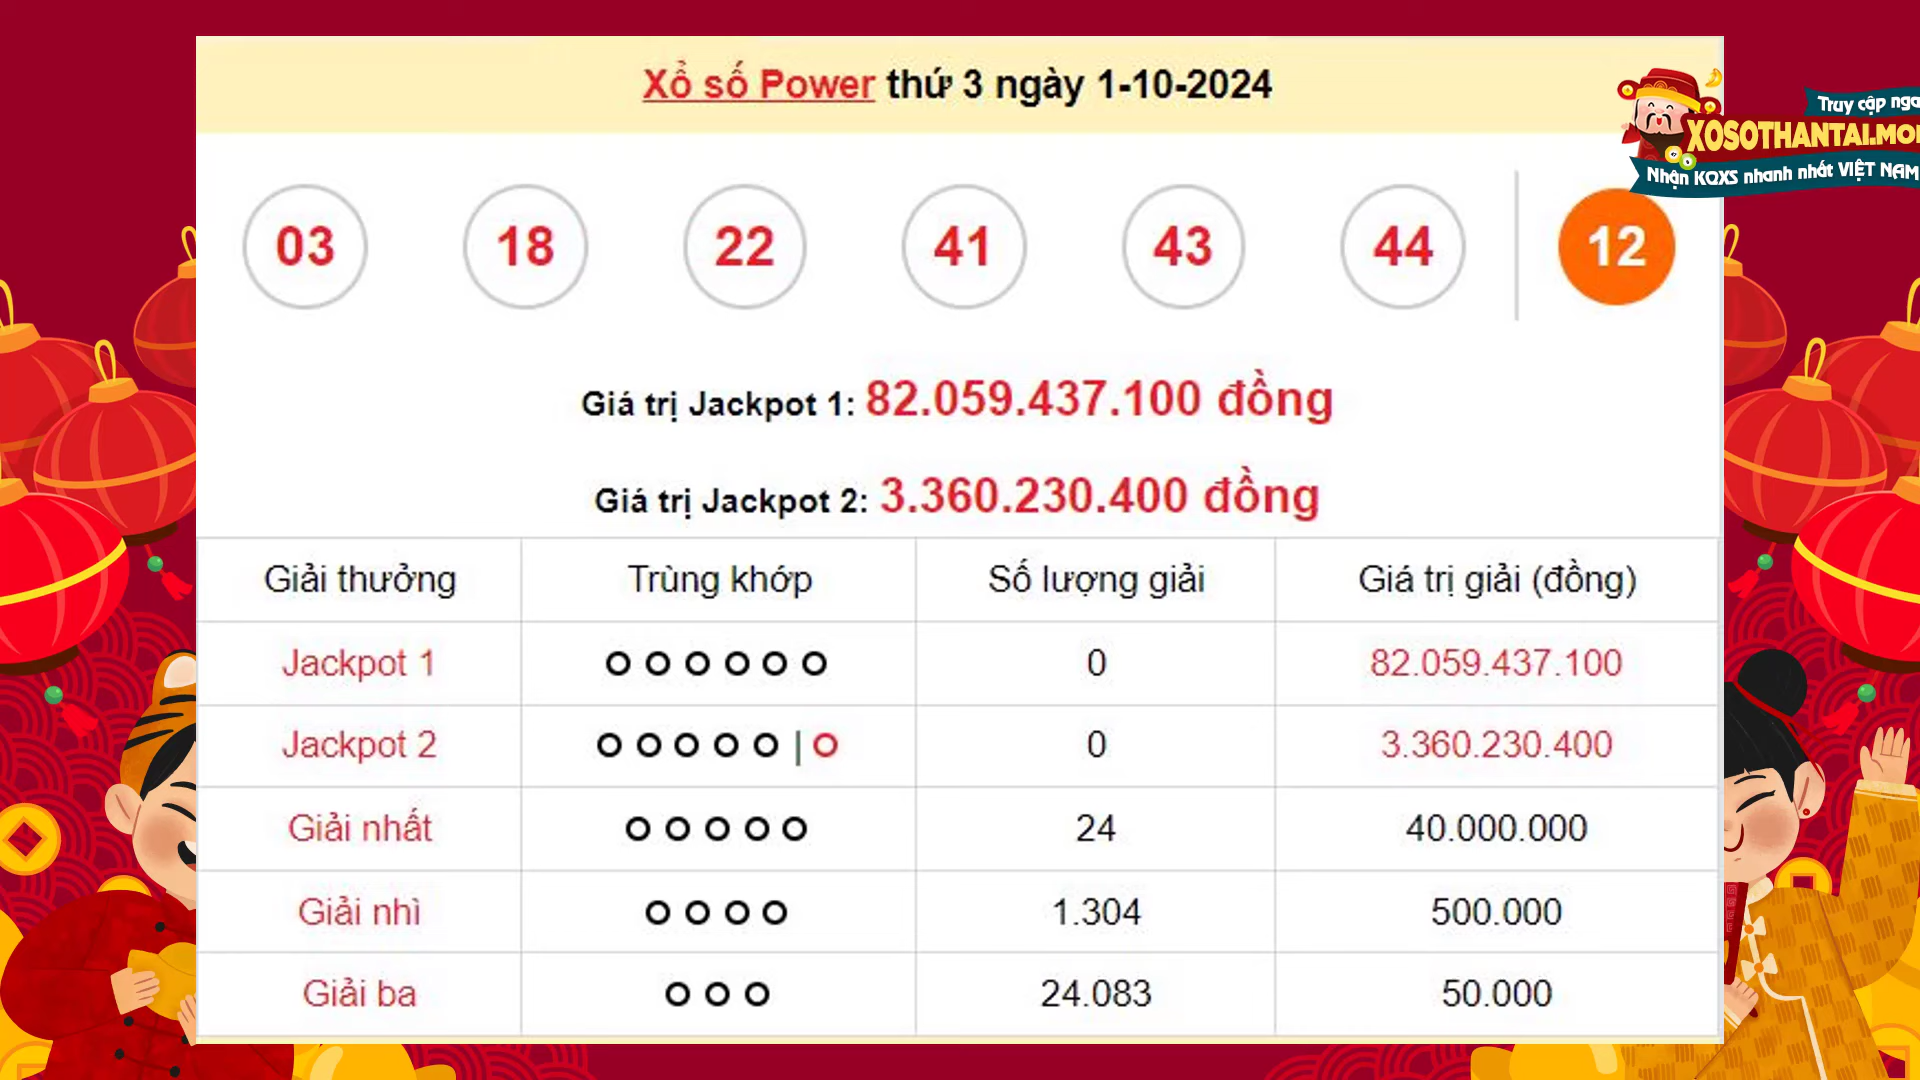 Xổ số Power thứ 3 ngày 1-10-2024
Truy cập nga
XOSOTHANTAI.MO
Nhận KQXS nhanh nhất VIỆT NAM
03 18 22 41 43 44 12
Giá trị Jackpot 1: 82.059.437.100 đồng
Giá trị Jackpot 2: 3.360.230.400 đồng
Giải thưởng Trùng khớp Số lượng giải Giá trị giải (đồng)
Jackpot 1 0 82.059.437.100
Jackpot 2 | 0 3.360.230.400
Giải nhất 24 40.000.000
Giải nhì 1.304 500.000
Giải ba 24.083 50.000